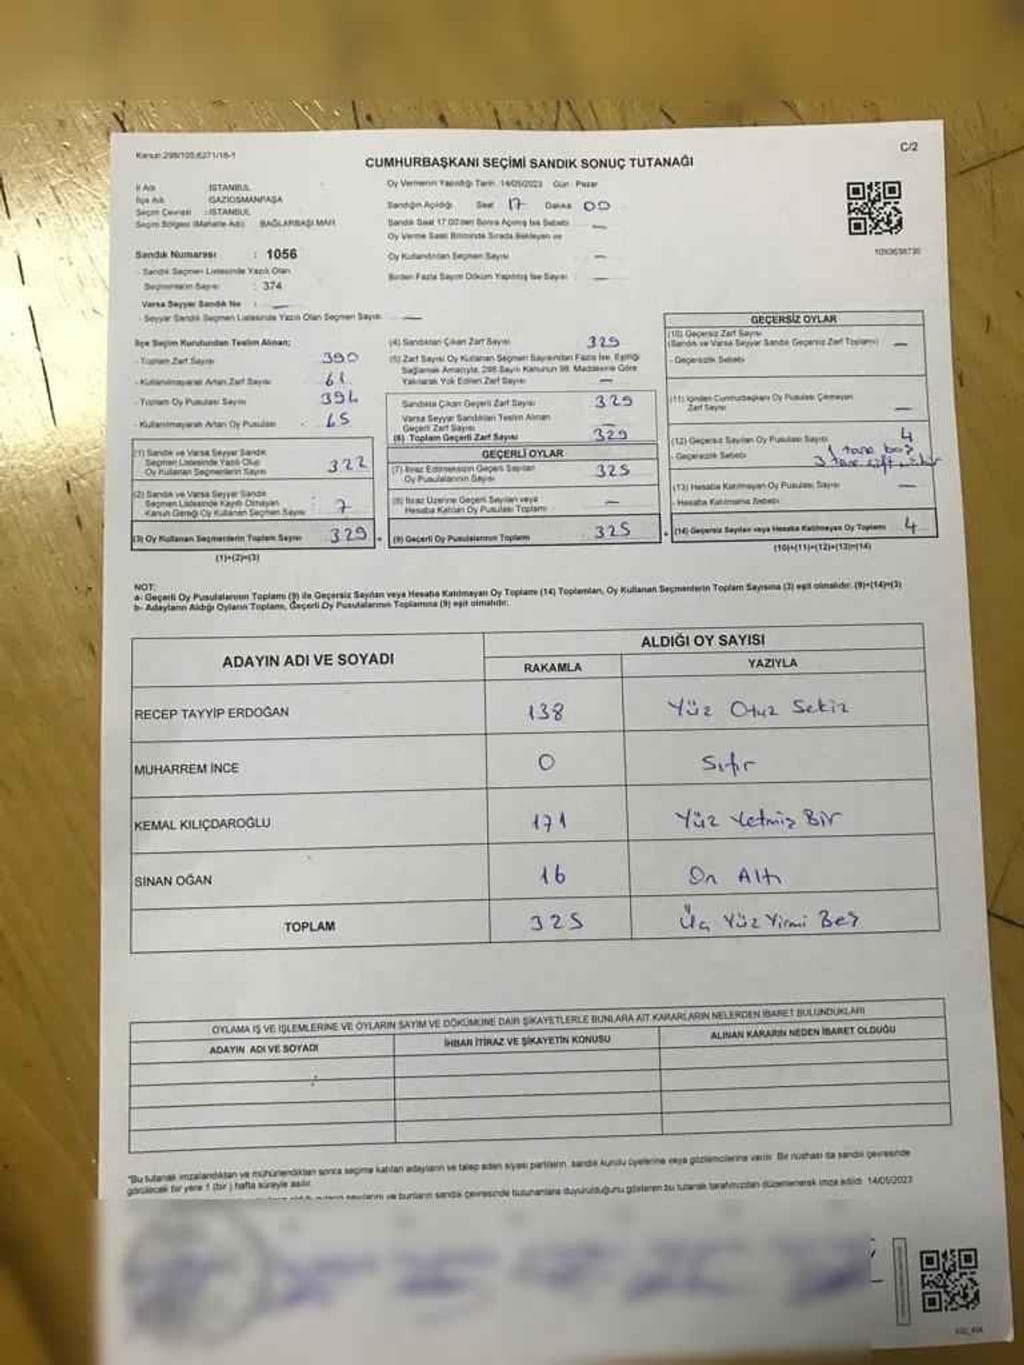 Kanun:298/105;6271/18-1
C/2
CUMHURBAŞKANI SEÇİMİ SANDIK SONUÇ TUTANAĞI
İl Adı : İSTANBUL
İlçe Adı : GAZİOSMANPAŞA
Seçim Çevresi : İSTANBUL
Seçim Bölgesi (Mahalle Adı) : BAĞLARBAŞI MAH.
Sandık Numarası : 1056
- Sandık Seçmen Listesinde Yazılı Olan
Seçmenlerin Sayısı : 374
Varsa Seyyar Sandık No : —
- Seyyar Sandık Seçmen Listesinde Yazılı Olan Seçmen Sayısı : —
Oy Vermenin Yapıldığı Tarih : 14/05/2023 Gün : Pazar
Sandığın Açıldığı Saat 17 Dakika 00
Sandık Saat 17:00'den Sonra Açılmış İse Sebebi —
Oy Verme Saati Bitiminde Sırada Bekleyen ve
Oy Kullandırılan Seçmen Sayısı —
Birden Fazla Sayım Döküm Yapılmış İse Sayısı : —
İlçe Seçim Kurulundan Teslim Alınan;
- Toplam Zarf Sayısı 390
- Kullanılmayarak Artan Zarf Sayısı 61
- Toplam Oy Pusulası Sayısı 394
- Kullanılmayarak Artan Oy Pusulası : 65
(1) Sandık ve Varsa Seyyar Sandık
Seçmen Listesinde Yazılı Olup
Oy Kullanan Seçmenlerin Sayısı 322
(2) Sandık ve Varsa Seyyar Sandık
Seçmen Listesinde Kayıtlı Olmayan
Kanun Gereği Oy Kullanan Seçmen Sayısı : 7
(3) Oy Kullanan Seçmenlerin Toplam Sayısı 329
(1)+(2)=(3)
(4) Sandıktan Çıkan Zarf Sayısı 329
(5) Zarf Sayısı Oy Kullanan Seçmen Sayısından Fazla İse, Eşitliği
Sağlamak Amacıyla, 298 Sayılı Kanunun 98. Maddesine Göre
Yakılarak Yok Edilen Zarf Sayısı —
Sandıkta Çıkan Geçerli Zarf Sayısı 329
Varsa Seyyar Sandıktan Teslim Alınan
Geçerli Zarf Sayısı —
(6) Toplam Geçerli Zarf Sayısı 329
GEÇERLİ OYLAR
(7) İtiraz Edilmeksizin Geçerli Sayılan
Oy Pusulalarının Sayısı 325
(8) İtiraz Üzerine Geçerli Sayılan veya
Hesaba Katılan Oy Pusulası Toplamı —
(9) Geçerli Oy Pusulalarının Toplamı 325
GEÇERSİZ OYLAR
(10) Geçersiz Zarf Sayısı
(Sandık ve Varsa Seyyar Sandık Geçersiz Zarf Toplamı) —
- Geçersizlik Sebebi
(11) İçinden Cumhurbaşkanı Oy Pusulası Çıkmayan
Zarf Sayısı —
(12) Geçersiz Sayılan Oy Pusulası Sayısı 4
- Geçersizlik Sebebi 1 tane boş
3 tane çift
(13) Hesaba Katılmayan Oy Pusulası Sayısı —
- Hesaba Katılmama Sebebi
(14) Geçersiz Sayılan veya Hesaba Katılmayan Oy Toplamı 4
(10)+(11)+(12)+(13)=(14)
NOT:
a- Geçerli Oy Pusulalarının Toplamı (9) ile Geçersiz Sayılan veya Hesaba Katılmayan Oy Toplamı (14) Toplamları, Oy Kullanan Seçmenlerin Toplam Sayısına (3) eşit olmalıdır. (9)+(14)=(3)
b- Adayların Aldığı Oyların Toplamı, Geçerli Oy Pusulalarının Toplamına (9) eşit olmalıdır.
ADAYIN ADI VE SOYADI
ALDIĞI OY SAYISI
RAKAMLA YAZIYLA
RECEP TAYYİP ERDOĞAN 138 Yüz Otuz Sekiz
MUHARREM İNCE 0 Sıfır
KEMAL KILIÇDAROĞLU 171 Yüz Yetmiş Bir
SİNAN OĞAN 16 On Altı
TOPLAM 325 Üç Yüz Yirmi Beş
OYLAMA İŞ VE İŞLEMLERİNE VE OYLARIN SAYIM VE DÖKÜMÜNE DAİR ŞİKAYETLERLE BUNLARA AİT KARARLARIN NELERDEN İBARET BULUNDUKLARI
ADAYIN ADI VE SOYADI İHBAR İTİRAZ VE ŞİKAYETİN KONUSU ALINAN KARARIN NEDEN İBARET OLDUĞU
*Bu tutanak imzalandıktan ve mühürlendikten sonra seçime katılan adayların ve talep eden siyasi partilerin, sandık kurulu üyelerine veya gözlemcilerine verilir. Bir nüshası da sandık çevresinde
görülecek bir yere 1 (bir ) hafta süreyle asılır.
sayılarını ve bunların sandık çevresinde bulunanlara duyurulduğunu gösteren bu tutanak tarafımızdan düzenlenerek imza edildi. 14/05/2023